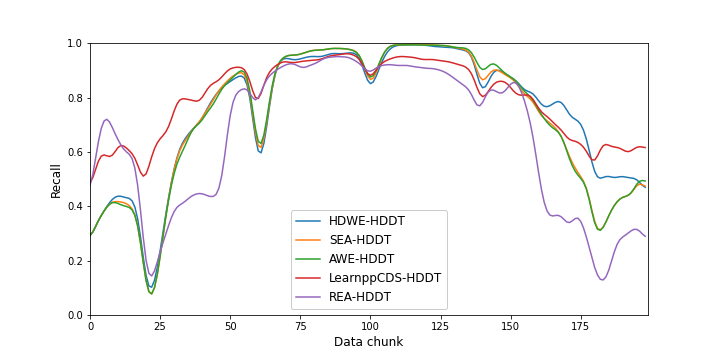 1.0
0.8
0.6
0.4
0.2
0.0
Recall
HDWE-HDDT
SEA-HDDT
AWE-HDDT
LearnppCDS-HDDT
REA-HDDT
0 25 50 75 100 125 150 175
Data chunk